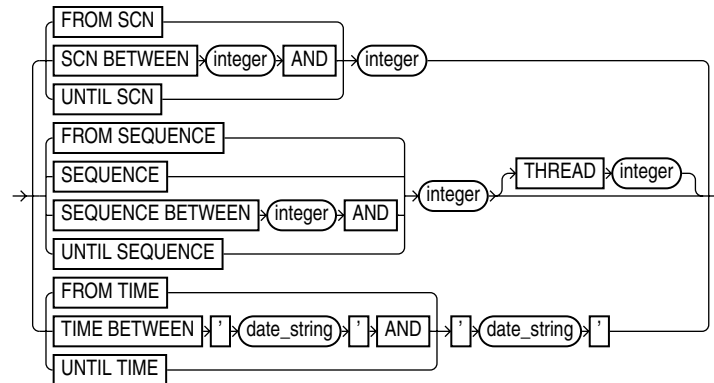 FROM SCN
SCN BETWEEN integer AND integer
UNTIL SCN
FROM SEQUENCE
SEQUENCE THREAD integer
SEQUENCE BETWEEN integer AND integer
UNTIL SEQUENCE
FROM TIME
TIME BETWEEN ' date_string ' AND ' date_string '
UNTIL TIME